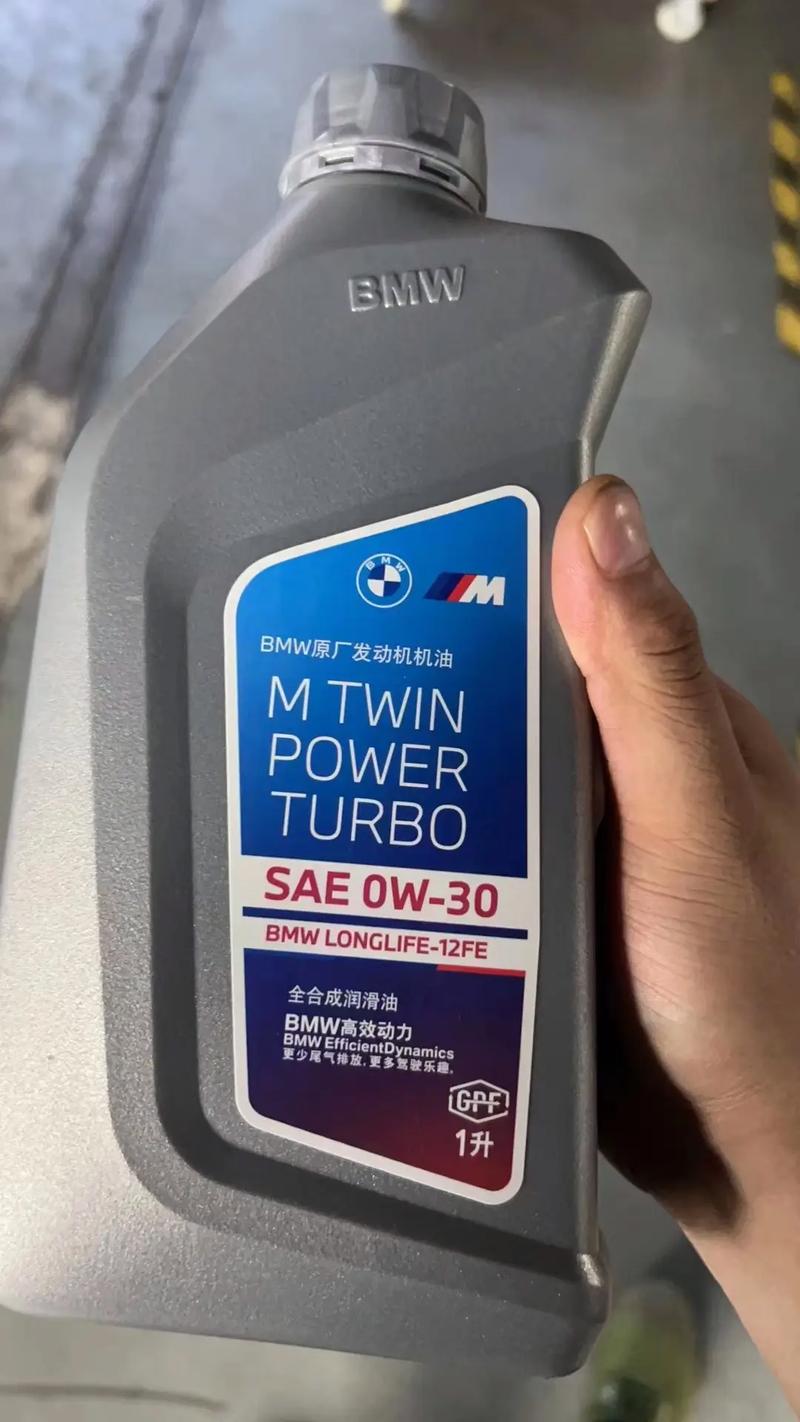 BMW
BMW
M
BMW原厂发动机机油
M TWIN
POWER
TURBO
SAE 0W-30
BMW LONGLIFE-12FE
全合成润滑油
BMW高效动力
BMW EfficientDynamics
更少尾气排放,更多驾驶乐趣。
GPF
1升